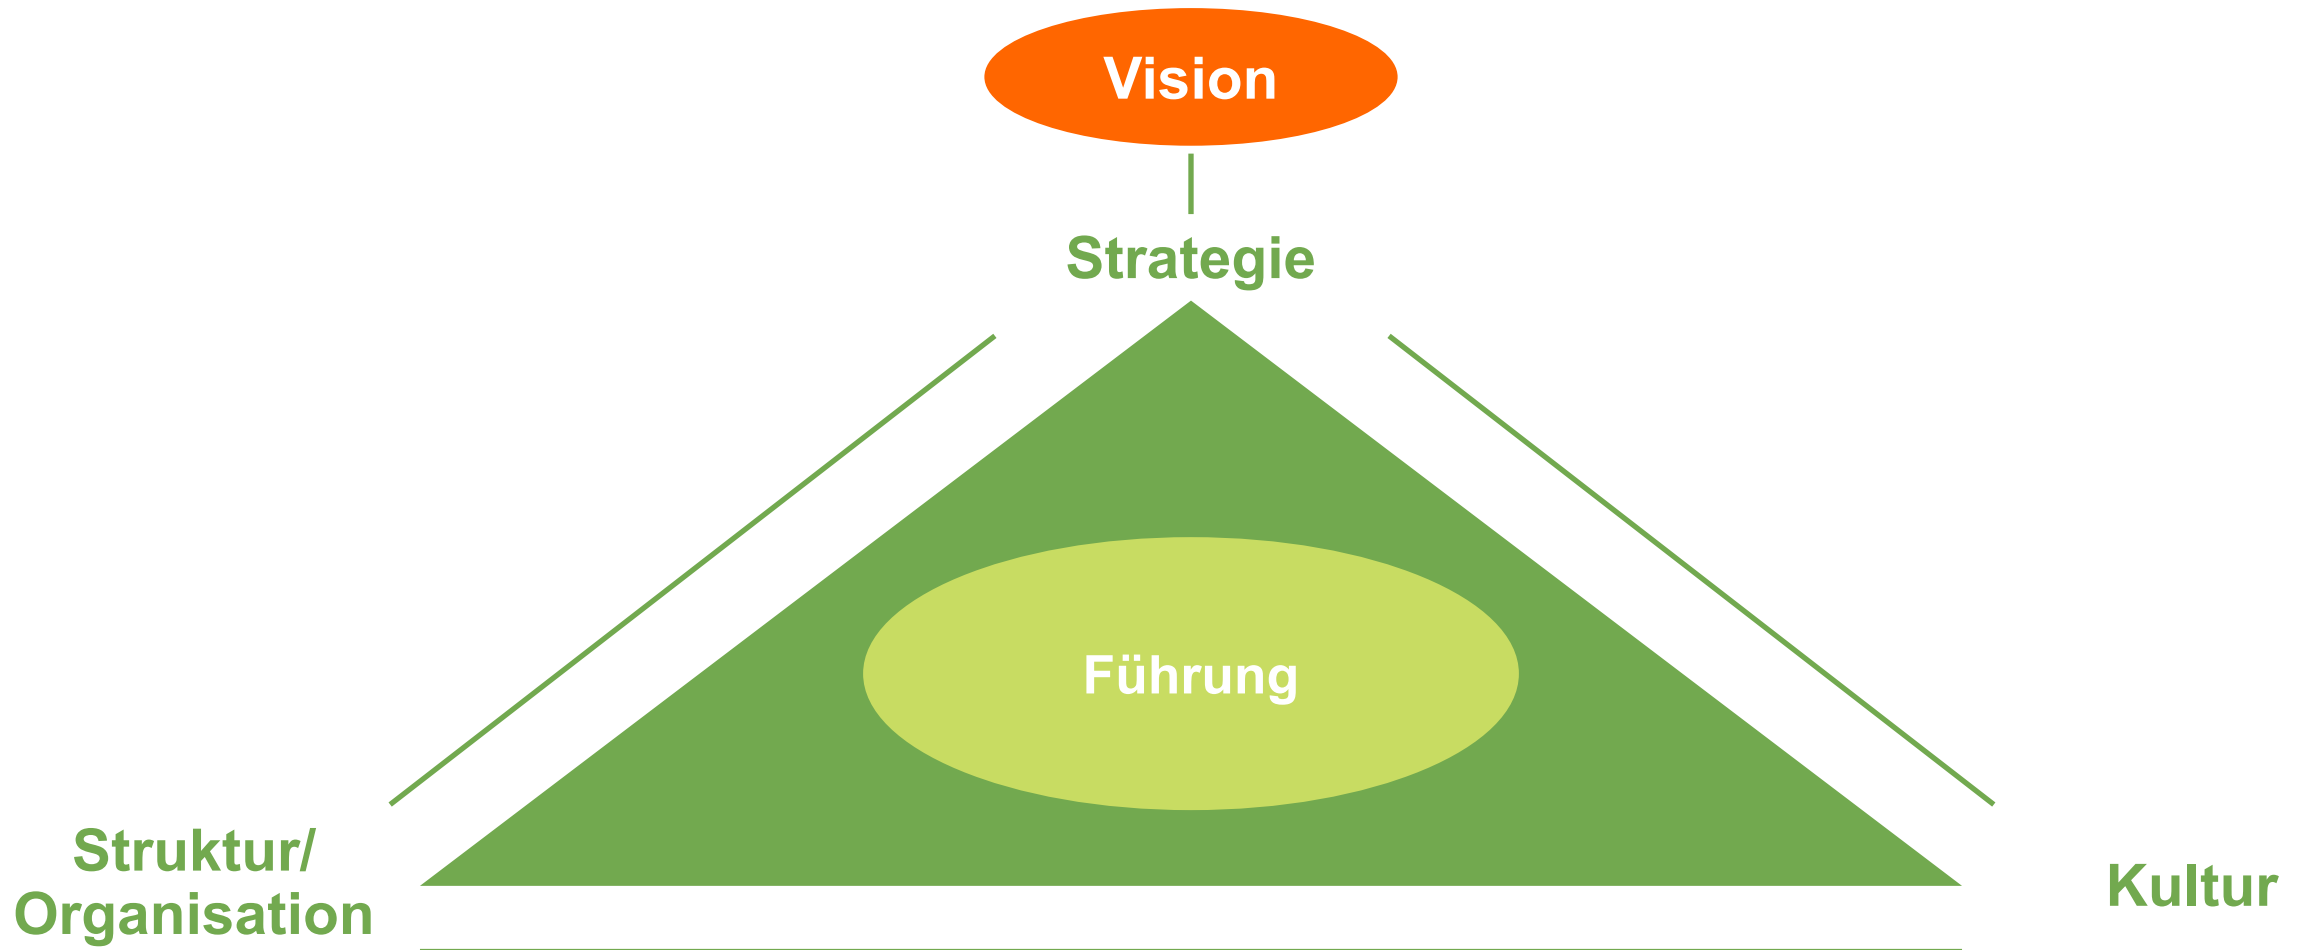 Vision
Strategie
Führung
Struktur/
Organisation
Kultur